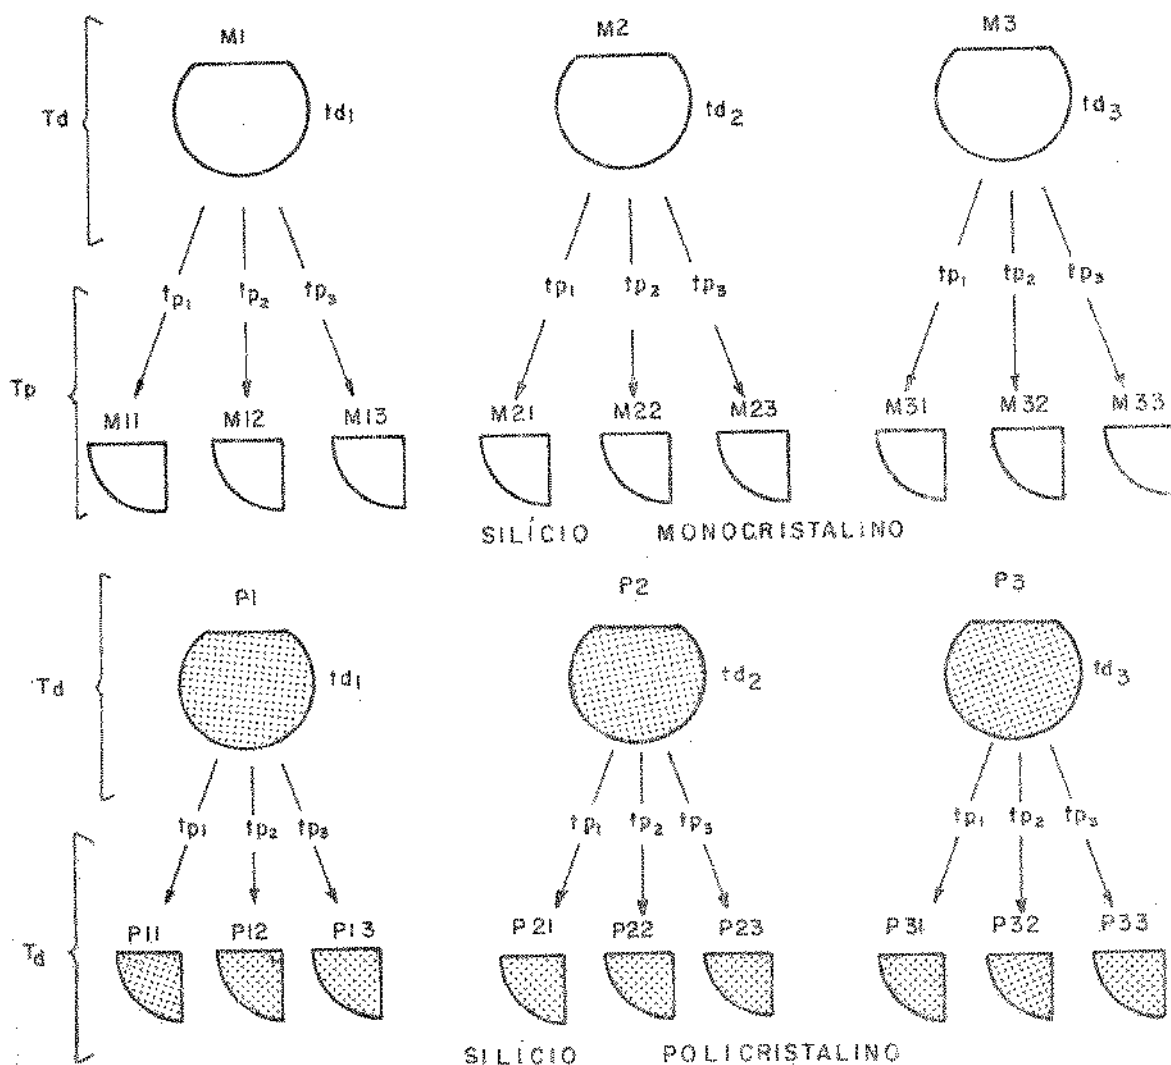 M1 M2 M3
Td td1 td2 td3
tp1 tp2 tp3 tp1 tp2 tp3 tp1 tp2 tp3
Tp
M11 M12 M13 M21 M22 M23 M31 M32 M33
SILÍCIO MONOCRISTALINO
P1 P2 P3
Td td1 td2 td3
tp1 tp2 tp3 tp1 tp2 tp3 tp1 tp2 tp3
Td
P11 P12 P13 P21 P22 P23 P31 P32 P33
SILÍCIO POLICRISTALINO